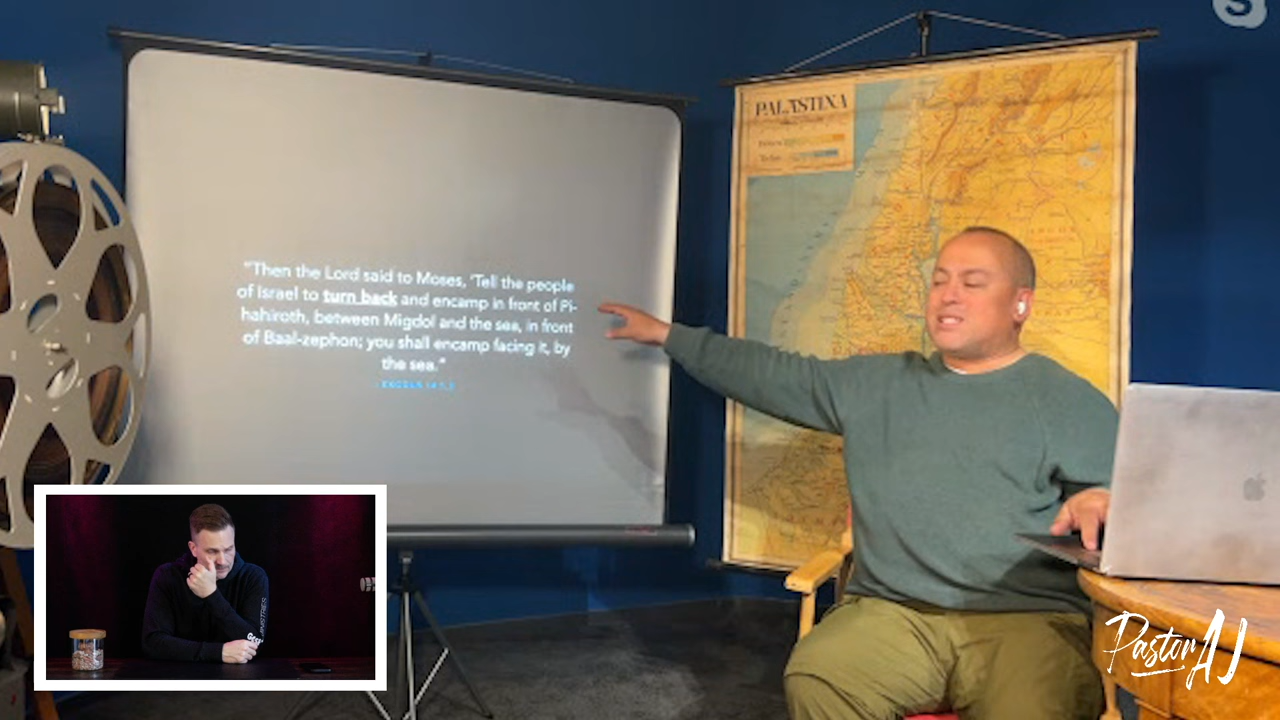 PALÄSTINA
"Then the Lord said to Moses, 'Tell the people
of Israel to turn back and encamp in front of Pi-
hahiroth, between Migdol and the sea, in front
of Baal-zephon; you shall encamp facing it, by
the sea."
S
Pastor AJ